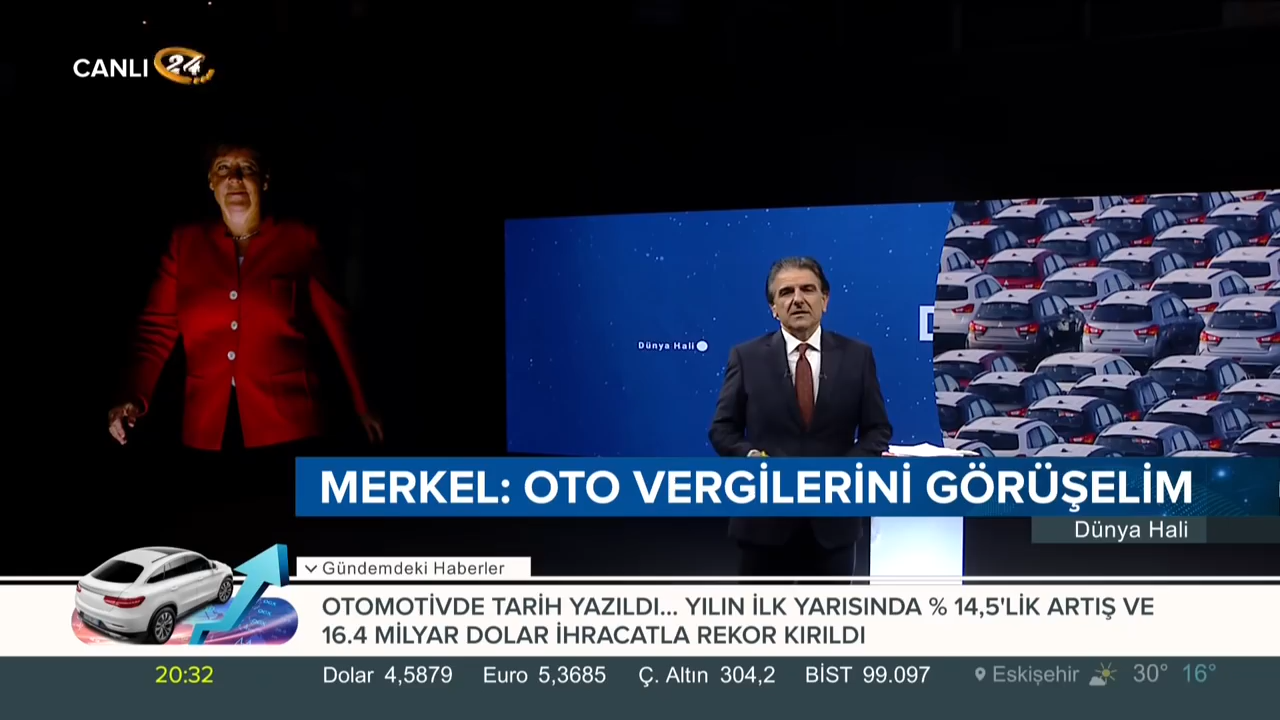 CANLI 24
Dünya Hali
MERKEL: OTO VERGİLERİNİ GÖRÜŞELİM
Dünya Hali
Gündemdeki Haberler
OTOMOTİVDE TARİH YAZILDI... YILIN İLK YARISINDA % 14,5'LİK ARTIŞ VE
16.4 MİLYAR DOLAR İHRACATLA REKOR KIRILDI
20:32 Dolar 4,5879 Euro 5,3685 Ç. Altın 304,2 BİST 99.097 Eskişehir 30° 16°